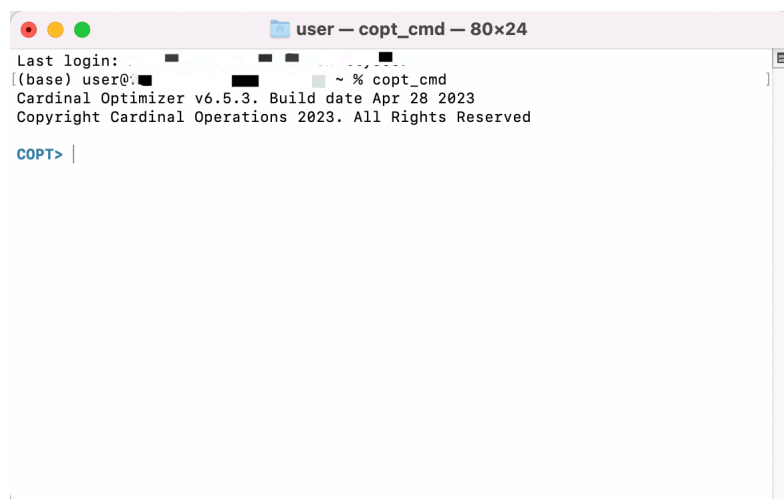 user — copt_cmd — 80×24
Last login:
(base) user@ ~ % copt_cmd
Cardinal Optimizer v6.5.3. Build date Apr 28 2023
Copyright Cardinal Operations 2023. All Rights Reserved
COPT>